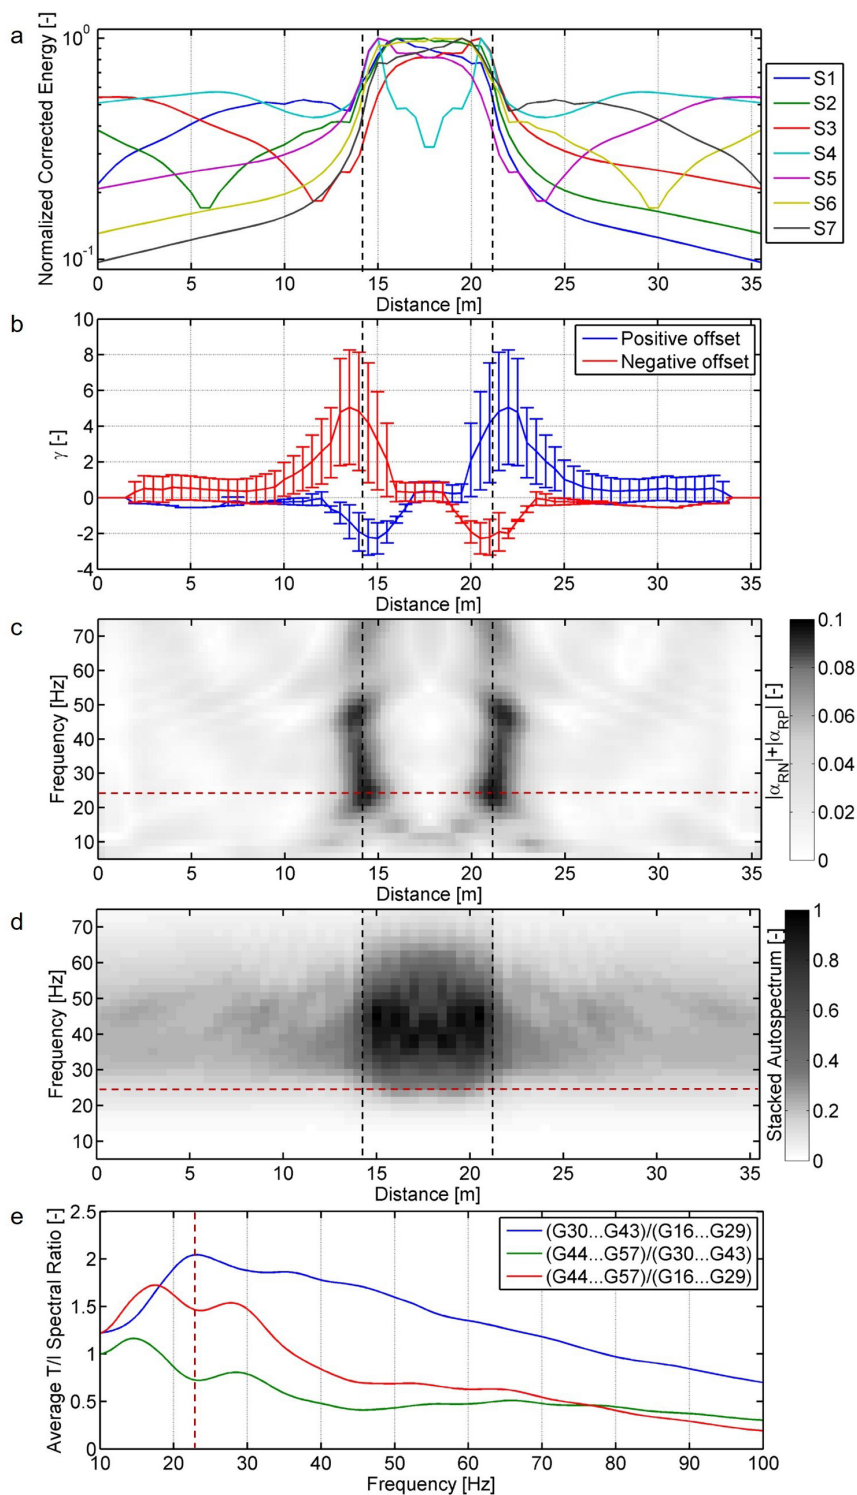 a
Normalized Corrected Energy [-]
10^0
10^-1
0 5 10 15 20 25 30 35
Distance [m]
S1
S2
S3
S4
S5
S6
S7
b
γ [-]
10
8
6
4
2
0
-2
-4
Positive offset
Negative offset
0 5 10 15 20 25 30 35
Distance [m]
c
Frequency [Hz]
70
60
50
40
30
20
10
0 5 10 15 20 25 30 35
Distance [m]
|α_RN|+|α_RP| [-]
0.1
0.08
0.06
0.04
0.02
0
d
Frequency [Hz]
70
60
50
40
30
20
10
0 5 10 15 20 25 30 35
Distance [m]
Stacked Autospectrum [-]
1
0.8
0.6
0.4
0.2
0
e
Average T/I Spectral Ratio [-]
2.5
2
1.5
1
0.5
0
(G30...G43)/(G16...G29)
(G44...G57)/(G30...G43)
(G44...G57)/(G16...G29)
10 20 30 40 50 60 70 80 90 100
Frequency [Hz]